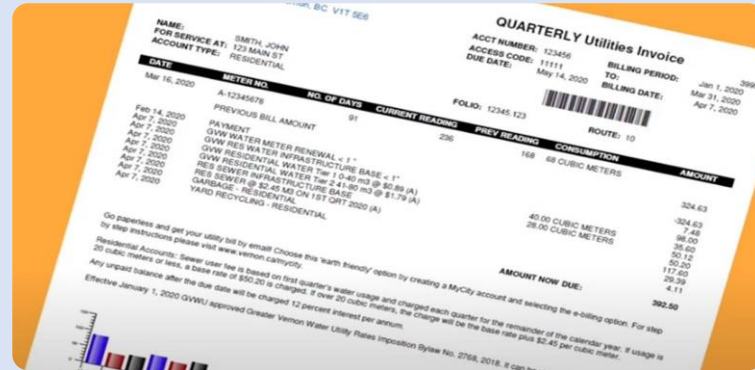 on, BC V1T 5E6
QUARTERLY Utilities Invoice
NAME: SMITH, JOHN
FOR SERVICE AT: 123 MAIN ST
ACCOUNT TYPE: RESIDENTIAL
ACCT NUMBER: 123456
ACCESS CODE: 11111
DUE DATE: May 14, 2020
BILLING PERIOD: Jan 1, 2020
TO: Mar 31, 2020
BILLING DATE: Apr 7, 2020
FOLIO: 12345.123
ROUTE: 10
DATE METER NO. NO. OF DAYS CURRENT READING PREV READING CONSUMPTION AMOUNT
Mar 16, 2020 A-12345678 91 236 168 68 CUBIC METERS
PREVIOUS BILL AMOUNT 324.63
Feb 14, 2020 PAYMENT -324.63
Apr 7, 2020 GVW WATER METER RENEWAL < 1" 7.48
Apr 7, 2020 GVW RES WATER INFRASTRUCTURE BASE < 1" 98.00
Apr 7, 2020 GVW RESIDENTIAL WATER Tier 1 0-40 m3 @ $0.89 (A) 40.00 CUBIC METERS 35.60
Apr 7, 2020 GVW RESIDENTIAL WATER Tier 2 41-80 m3 @ $1.79 (A) 28.00 CUBIC METERS 50.12
Apr 7, 2020 RES SEWER INFRASTRUCTURE BASE 50.20
Apr 7, 2020 RES SEWER @ $2.45 M3 ON 1ST QRT 2020 (A) 117.60
Apr 7, 2020 GARBAGE - RESIDENTIAL 29.39
Apr 7, 2020 YARD RECYCLING - RESIDENTIAL 4.11
AMOUNT NOW DUE: 392.50
Go paperless and get your utility bill by email! Choose this 'earth friendly' option by creating a MyCity account and selecting the e-billing option. For step
by step instructions please visit www.vernon.ca/mycity.
Residential Accounts: Sewer user fee is based on first quarter's water usage and charged each quarter for the remainder of the calendar year. If usage is
20 cubic meters or less, a base rate of $50.20 is charged. If over 20 cubic meters, the charge will be the base rate plus $2.45 per cubic meter.
Any unpaid balance after the due date will be charged 12 percent interest per annum.
Effective January 1, 2020 GVWU approved Greater Vernon Water Utility Rates Imposition Bylaw No. 2768, 2018. It can